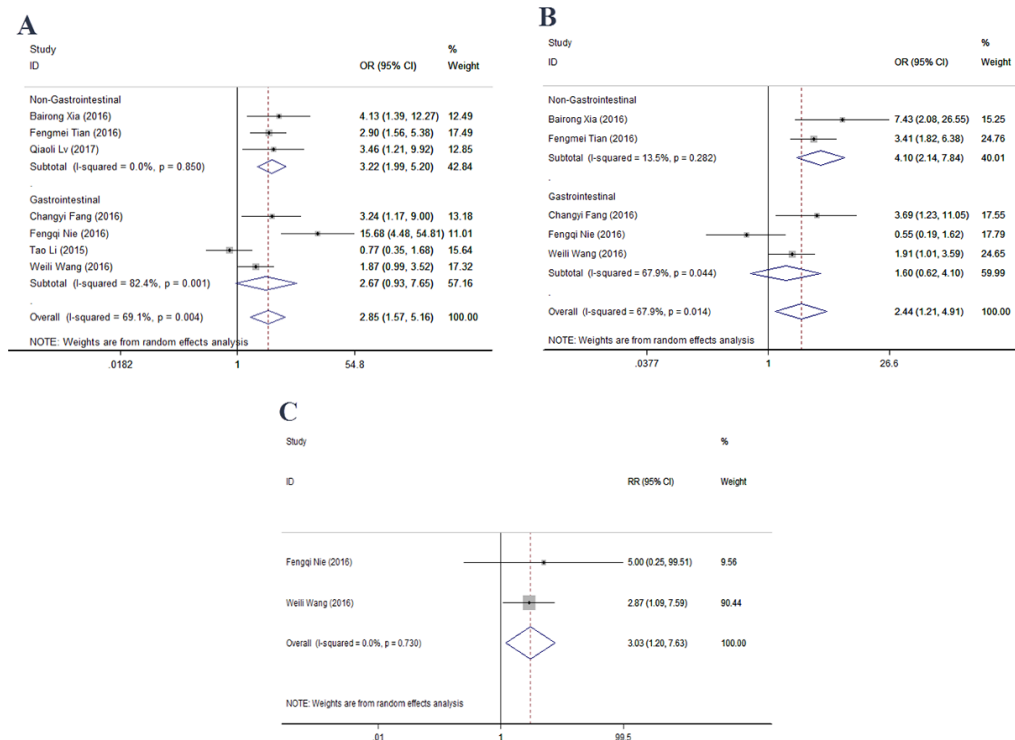 A
Study %
ID OR (95% CI) Weight
Non-Gastrointestinal
Bairong Xia (2016) 4.13 (1.39, 12.27) 12.49
Fengmei Tian (2016) 2.90 (1.56, 5.38) 17.49
Qiaoli Lv (2017) 3.46 (1.21, 9.92) 12.85
Subtotal (I-squared = 0.0%, p = 0.850) 3.22 (1.99, 5.20) 42.84
.
Gastrointestinal
Changyi Fang (2016) 3.24 (1.17, 9.00) 13.18
Fengqi Nie (2016) 15.68 (4.48, 54.81) 11.01
Tao Li (2015) 0.77 (0.35, 1.68) 15.64
Weili Wang (2016) 1.87 (0.99, 3.52) 17.32
Subtotal (I-squared = 82.4%, p = 0.001) 2.67 (0.93, 7.65) 57.16
.
Overall (I-squared = 69.1%, p = 0.004) 2.85 (1.57, 5.16) 100.00
NOTE: Weights are from random effects analysis
.0182 1 54.8
B
Study %
ID OR (95% CI) Weight
Non-Gastrointestinal
Bairong Xia (2016) 7.43 (2.08, 26.55) 15.25
Fengmei Tian (2016) 3.41 (1.82, 6.38) 24.76
Subtotal (I-squared = 13.5%, p = 0.282) 4.10 (2.14, 7.84) 40.01
.
Gastrointestinal
Changyi Fang (2016) 3.69 (1.23, 11.05) 17.55
Fengqi Nie (2016) 0.55 (0.19, 1.62) 17.79
Weili Wang (2016) 1.91 (1.01, 3.59) 24.65
Subtotal (I-squared = 67.9%, p = 0.044) 1.60 (0.62, 4.10) 59.99
.
Overall (I-squared = 67.9%, p = 0.014) 2.44 (1.21, 4.91) 100.00
NOTE: Weights are from random effects analysis
.0377 1 26.6
C
Study %
ID RR (95% CI) Weight
Fengqi Nie (2016) 5.00 (0.25, 99.51) 9.56
Weili Wang (2016) 2.87 (1.09, 7.59) 90.44
Overall (I-squared = 0.0%, p = 0.730) 3.03 (1.20, 7.63) 100.00
NOTE: Weights are from random effects analysis
.01 1 99.5